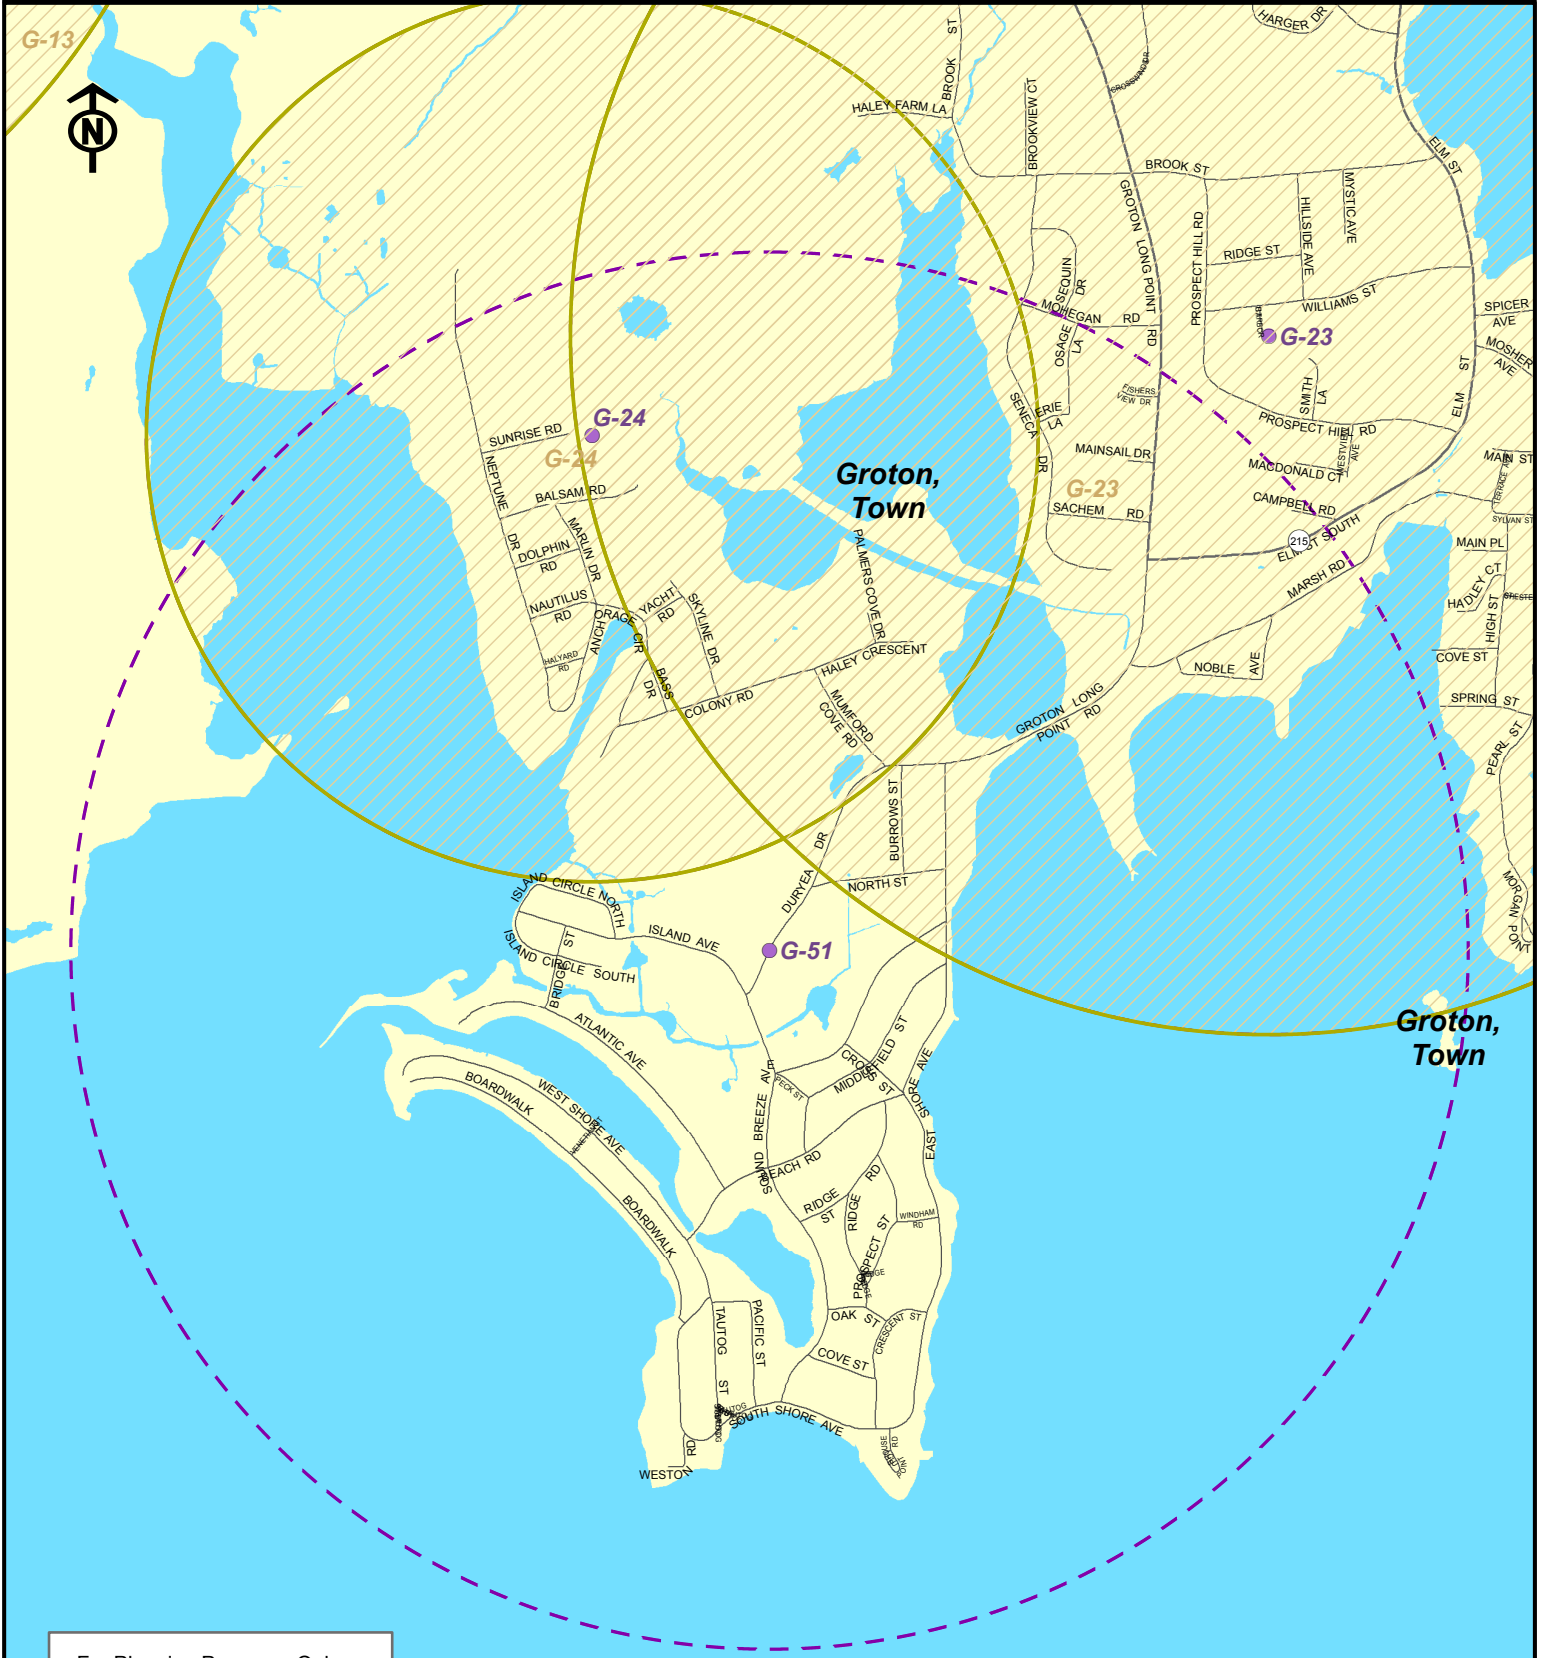 G-13
N
HARGER DR
BROOK ST
CROSSWINDS DR
HALEY FARM LA
BROOKVIEW CT
BROOK ST
ELM ST
GROTON LONG POINT RD
PROSPECT HILL RD
HILLSIDE AVE
MYSTIC AVE
RIDGE ST
WILLIAMS ST
SPICER AVE
MOSHER AVE
MOHEGAN RD
OSAGE LA
G-23
FISHERS VIEW DR
SMITH LA
ELM ST
G-24
SUNRISE RD
G-24
SENECA DR
ERIE LA
PROSPECT HILL RD
WESTVIEW AVE
MAINSAIL DR
MACDONALD CT
MAIN ST
NEPTUNE DR
Groton,
Town
G-23
BALSAM RD
CAMPBELL RD
SACHEM RD
SYLVAN ST
MARLIN DR
DOLPHIN RD
215
ELM ST SOUTH
MAIN PL
PALMERS COVE DR
MARSH RD
HADLEY CT
HIGH ST
NAUTILUS RD
ANCHORAGE CIR
YACHT RD
SKYLINE DR
HALYARD RD
HALEY CRESCENT
NOBLE AVE
COVE ST
BASS DR
COLONY RD
MUMFORD COVE RD
GROTON LONG POINT RD
SPRING ST
PEARL ST
BURROWS ST
DURYEA DR
NORTH ST
MORGAN POINT
ISLAND CIRCLE NORTH
ISLAND AVE
G-51
ISLAND CIRCLE SOUTH
BRIDGE ST
ATLANTIC AVE
Groton,
Town
CROSS ST
MIDDLEFIELD ST
EAST SHORE AVE
PECK ST
SOUND BREEZE AVE
BOARDWALK
WEST SHORE AVE
BEACH RD
RIDGE ST
RIDGE RD
WINDHAM RD
BOARDWALK
PROSPECT ST
OAK ST
CRESCENT ST
TAUTOG ST
PACIFIC ST
COVE ST
SOUTH SHORE AVE
WESTON RD